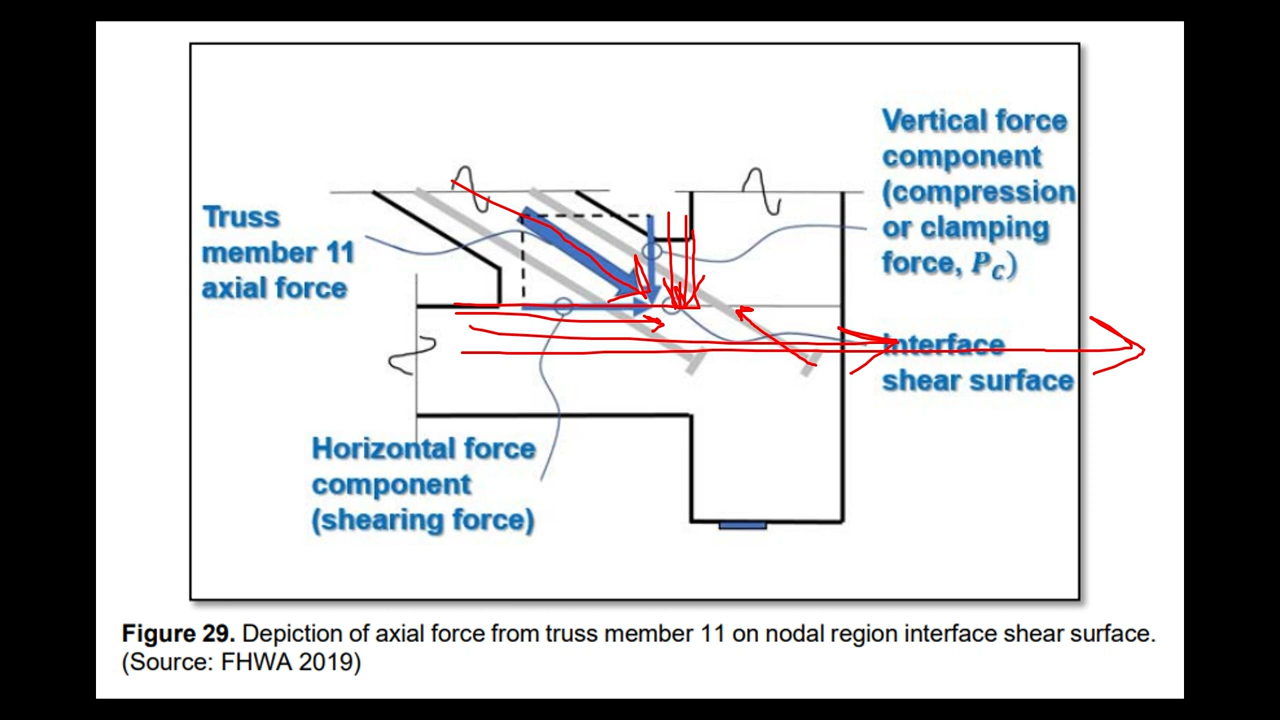 Vertical force
component
(compression
or clamping
force, P_C)
Truss
member 11
axial force
Interface
shear surface
Horizontal force
component
(shearing force)
Figure 29. Depiction of axial force from truss member 11 on nodal region interface shear surface.
(Source: FHWA 2019)